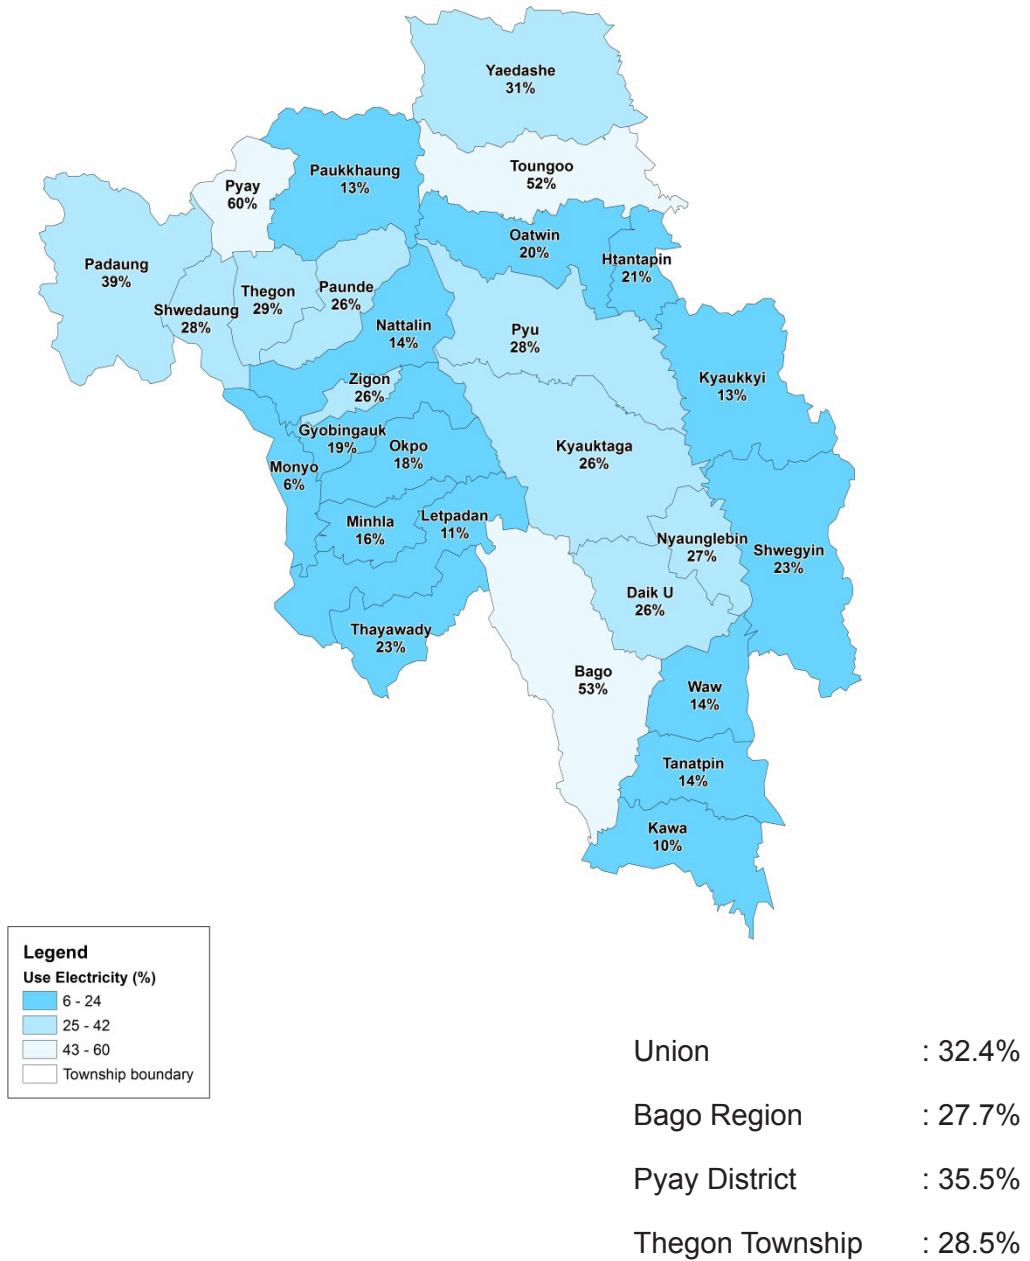 Yaedashe
31%
Toungoo
52%
Paukkhaung
13%
Pyay
60%
Oatwin
20%
Htantapin
21%
Padaung
39%
Thegon
29%
Paunde
26%
Shwedaung
28%
Nattalin
14%
Pyu
28%
Kyaukkyi
13%
Zigon
26%
Gyobingauk
19%
Okpo
18%
Kyauktaga
26%
Monyo
6%
Minhla
16%
Letpadan
11%
Nyaunglebin
27%
Shwegyin
23%
Daik U
26%
Thayawady
23%
Bago
53%
Waw
14%
Tanatpin
14%
Kawa
10%
Legend
Use Electricity (%)
6 - 24
25 - 42
43 - 60
Township boundary
Union : 32.4%
Bago Region : 27.7%
Pyay District : 35.5%
Thegon Township : 28.5%